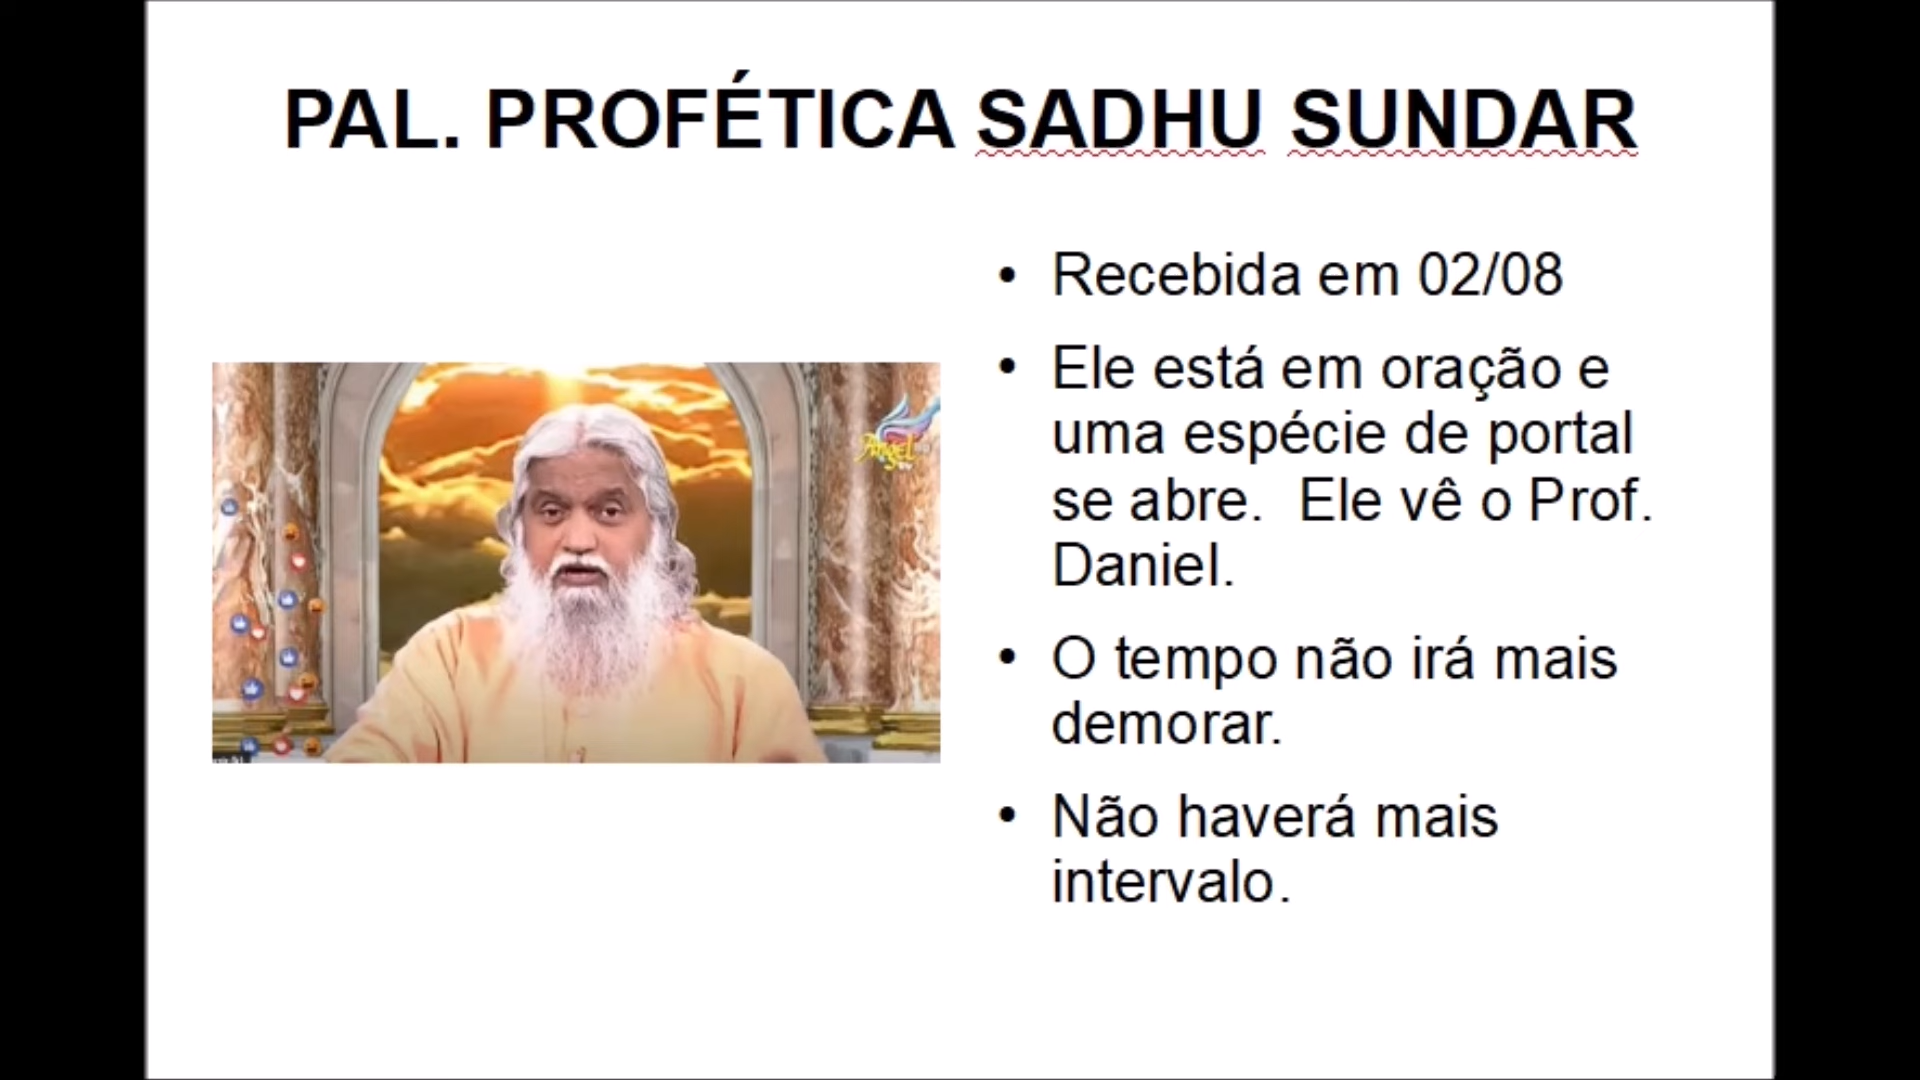 PAL. PROFÉTICA SADHU SUNDAR
• Recebida em 02/08
• Ele está em oração e
uma espécie de portal
se abre.  Ele vê o Prof.
Daniel.
• O tempo não irá mais
demorar.
• Não haverá mais
intervalo.
Angel